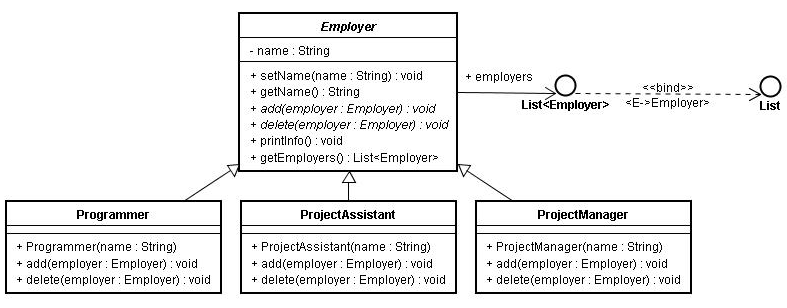 Employer
- name : String
+ setName(name : String) : void
+ getName() : String
+ add(employer : Employer) : void
+ delete(employer : Employer) : void
+ printInfo() : void
+ getEmployers() : List<Employer>
+ employers
List<Employer>
<<bind>>
<E->Employer>
List
Programmer
+ Programmer(name : String)
+ add(employer : Employer) : void
+ delete(employer : Employer) : void
ProjectAssistant
+ ProjectAssistant(name : String)
+ add(employer : Employer) : void
+ delete(employer : Employer) : void
ProjectManager
+ ProjectManager(name : String)
+ add(employer : Employer) : void
+ delete(employer : Employer) : void